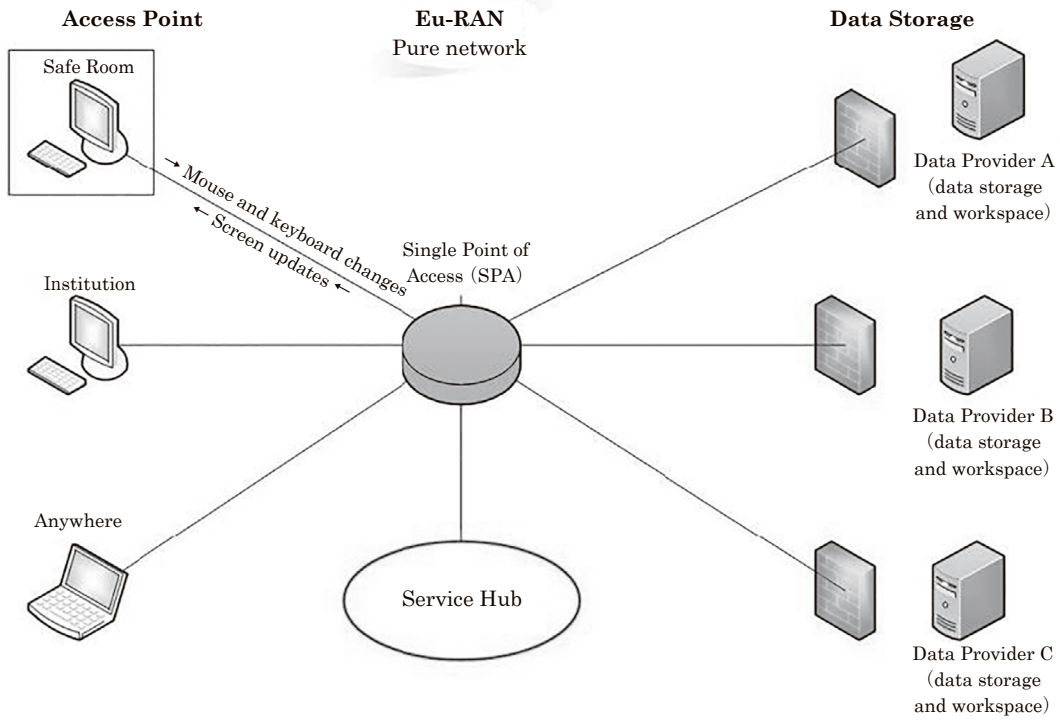 Access Point
Eu-RAN
Pure network
Data Storage
Safe Room
→ Mouse and keyboard changes
← Screen updates ←
Single Point of
Access (SPA)
Institution
Anywhere
Service Hub
Data Provider A
(data storage
and workspace)
Data Provider B
(data storage
and workspace)
Data Provider C
(data storage
and workspace)